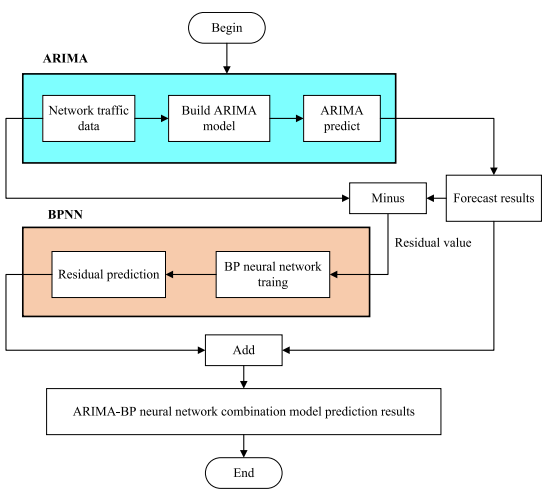 Begin
ARIMA
Network traffic
data
Build ARIMA
model
ARIMA
predict
Minus
Forecast results
BPNN
Residual value
Residual prediction
BP neural network
traing
Add
ARIMA-BP neural network combination model prediction results
End